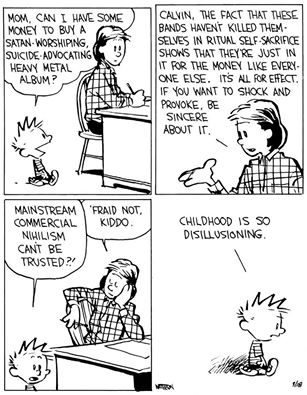 MOM, CAN I HAVE SOME
MONEY TO BUY A
SATAN-WORSHIPING,
SUICIDE-ADVOCATING
HEAVY METAL
ALBUM?
CALVIN, THE FACT THAT THESE
BANDS HAVEN'T KILLED THEM-
SELVES IN RITUAL SELF-SACRIFICE
SHOWS THAT THEY'RE JUST IN
IT FOR THE MONEY LIKE EVERY-
ONE ELSE. IT'S ALL FOR EFFECT.
IF YOU WANT TO SHOCK AND
PROVOKE, BE
SINCERE
ABOUT IT.
MAINSTREAM
COMMERCIAL
NIHILISM
CAN'T BE
TRUSTED?!
'FRAID NOT,
KIDDO.
CHILDHOOD IS SO
DISILLUSIONING.
WATTERSON